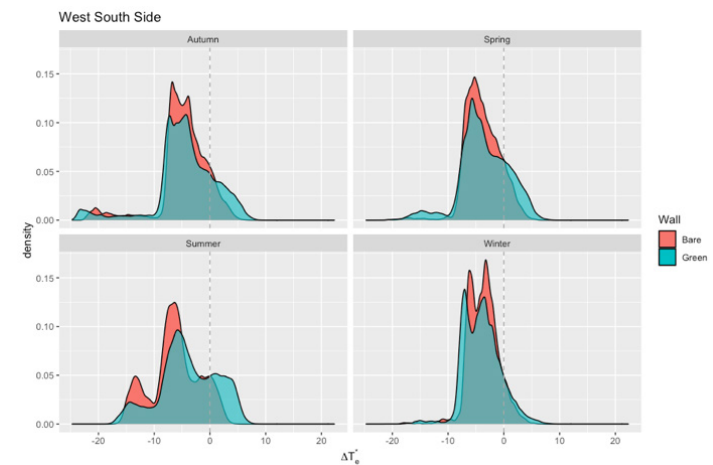 West South Side
Autumn
Spring
0.15
0.10
0.05
0.00
density
Summer
Winter
0.15
0.10
0.05
0.00
-20 -10 0 10 20
-20 -10 0 10 20
ΔT*e
Wall
Bare
Green